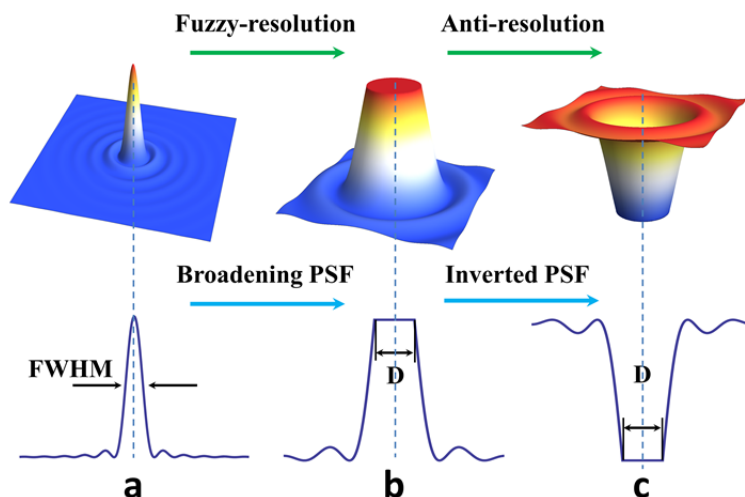 Fuzzy-resolution
Anti-resolution
Broadening PSF
Inverted PSF
FWHM
D
D
a
b
c